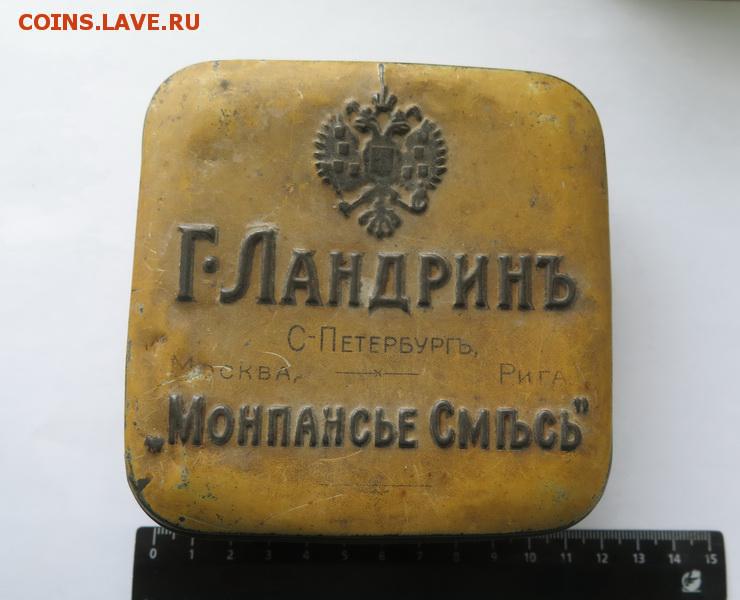 COINS.LAVE.RU
Г. ЛАНДРИНЪ
С-ПЕТЕРБУРГЪ,
МОСКВА, РИГА
„МОНПАНСЬЕ СМѢСЬ"
0 1 2 3 4 5 6 7 8 9 10 11 12 13 14 15